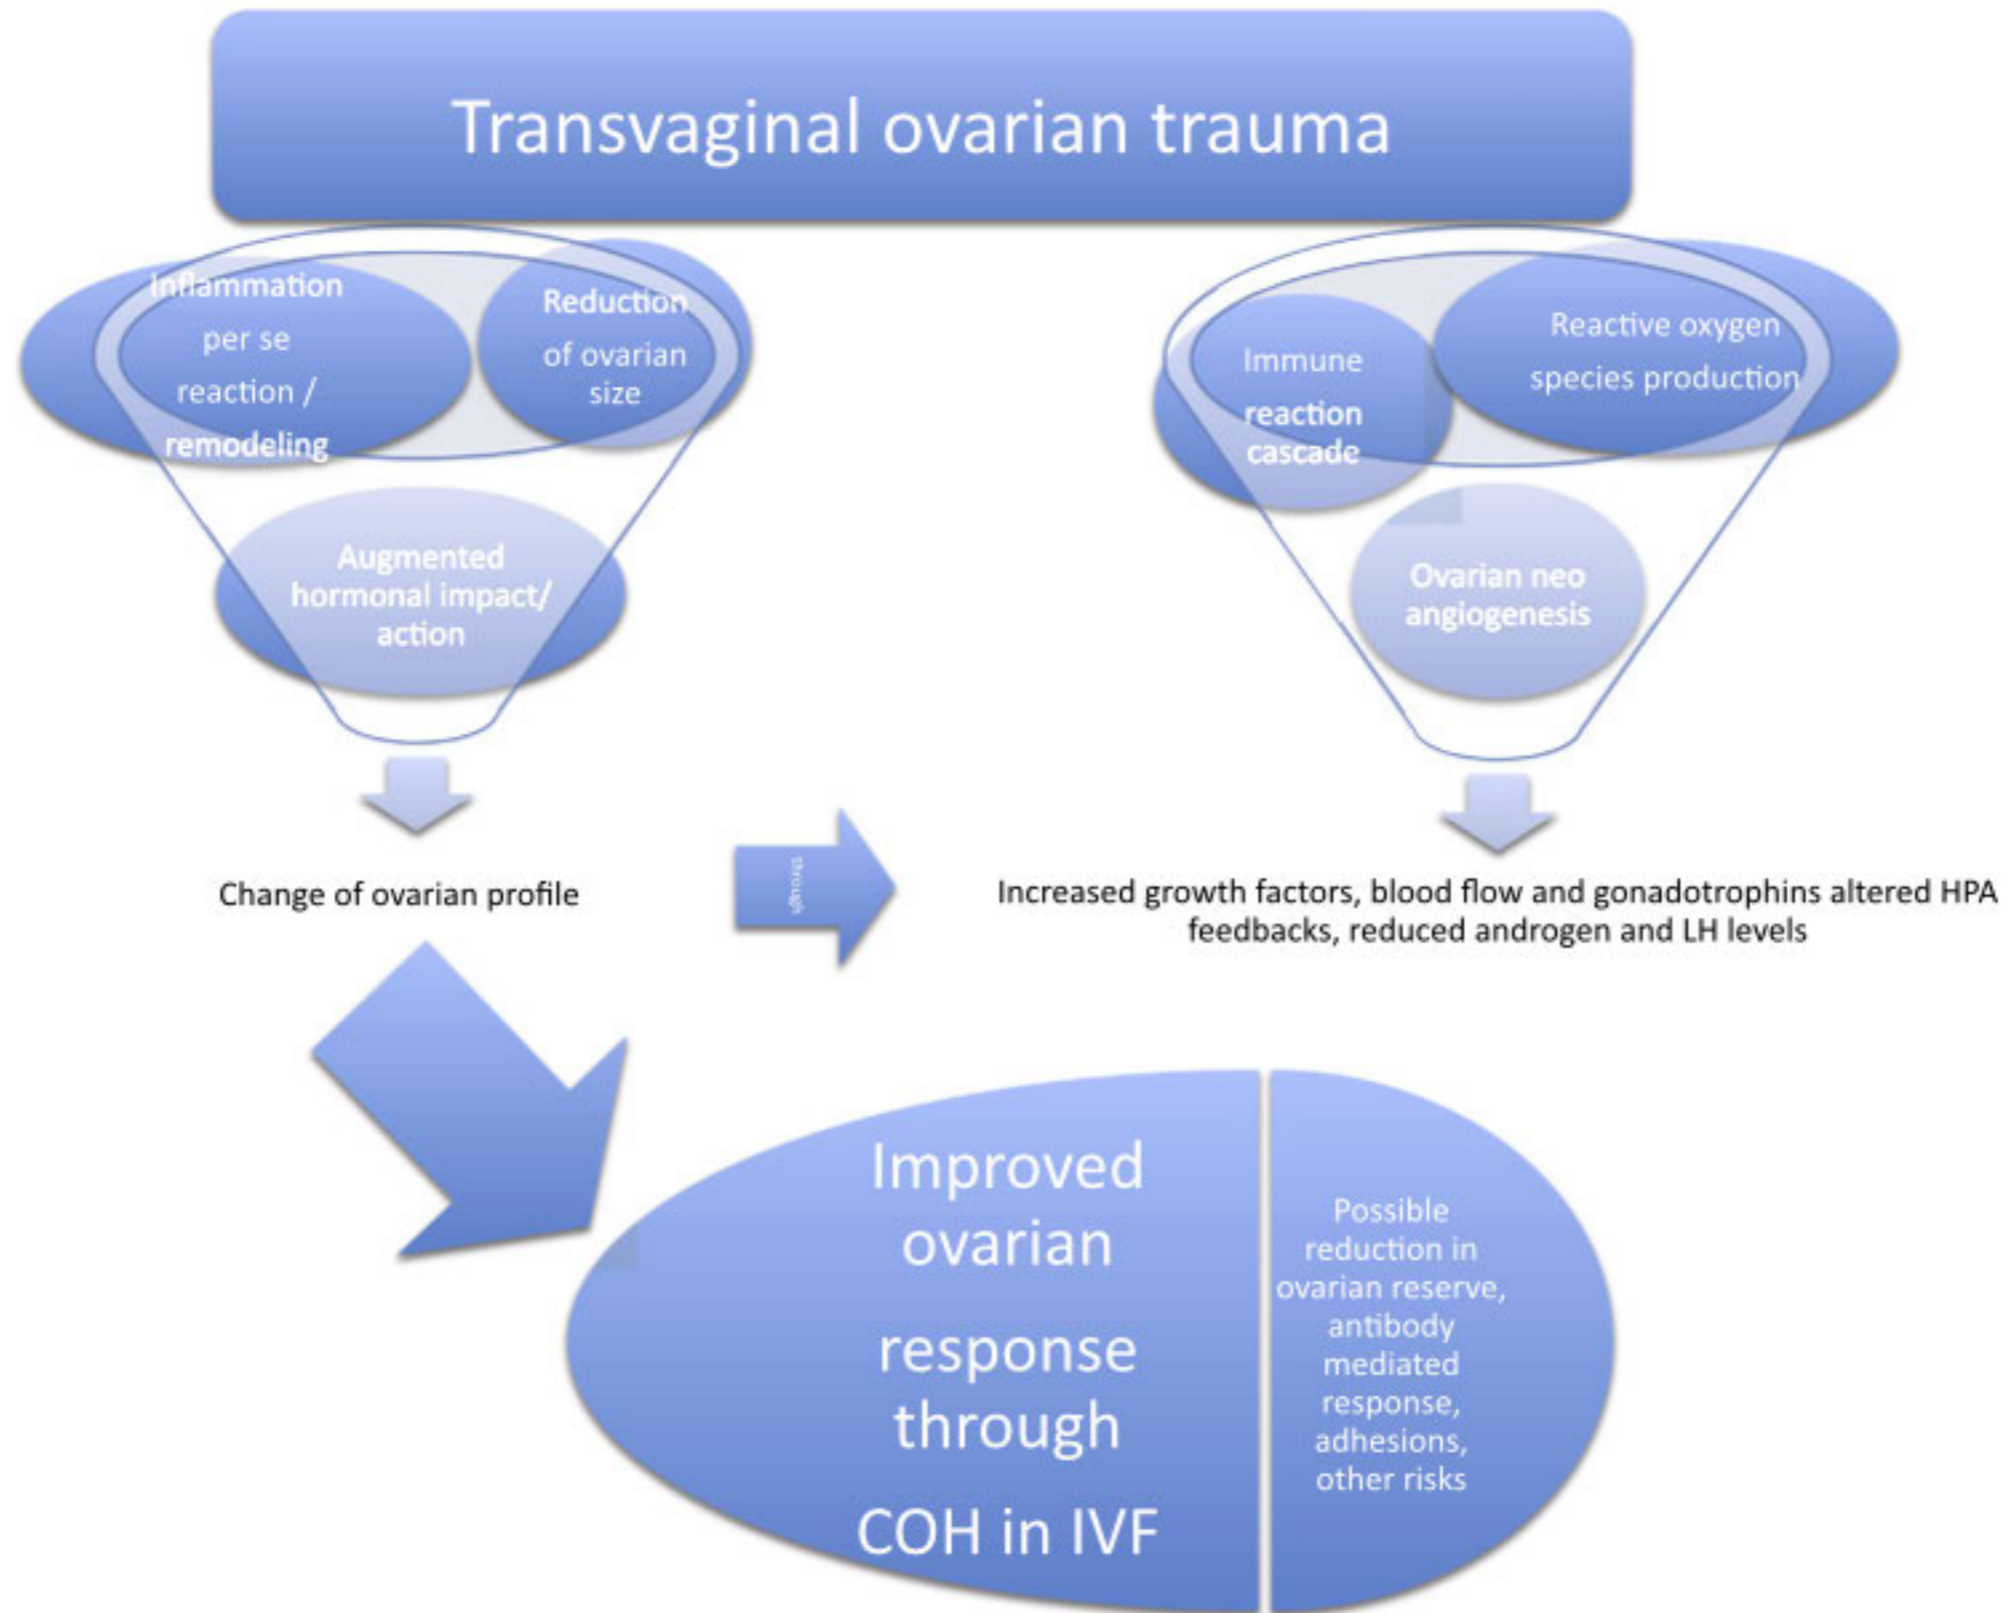 Transvaginal ovarian trauma
Inflammation
per se
reaction /
remodeling
Reduction
of ovarian
size
Augmented
hormonal impact/
action
Immune
reaction
cascade
Reactive oxygen
species production
Ovarian neo
angiogenesis
Change of ovarian profile
through
Increased growth factors, blood flow and gonadotrophins altered HPA
feedbacks, reduced androgen and LH levels
Improved
ovarian
response
through
COH in IVF
Possible
reduction in
ovarian reserve,
antibody
mediated
response,
adhesions,
other risks